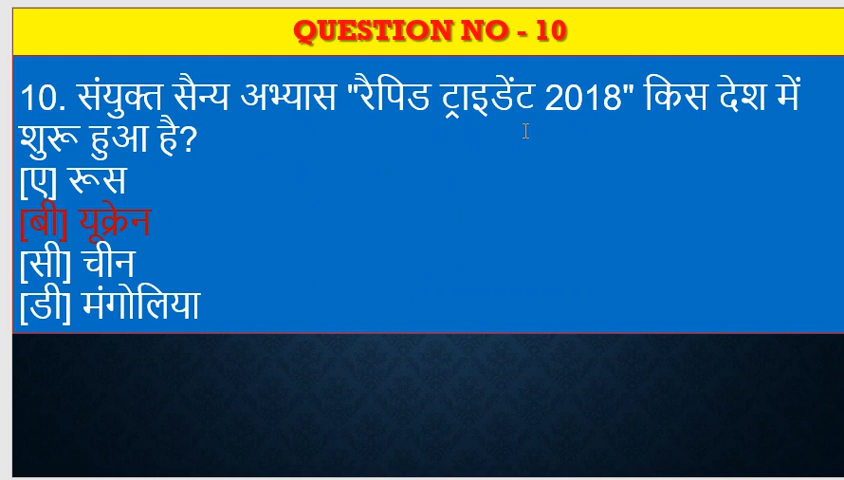 QUESTION NO - 10
10. संयुक्त सैन्य अभ्यास "रैपिड ट्राइडेंट 2018" किस देश में
शुरू हुआ है?
[ए] रूस
[बी] यूक्रेन
[सी] चीन
[डी] मंगोलिया